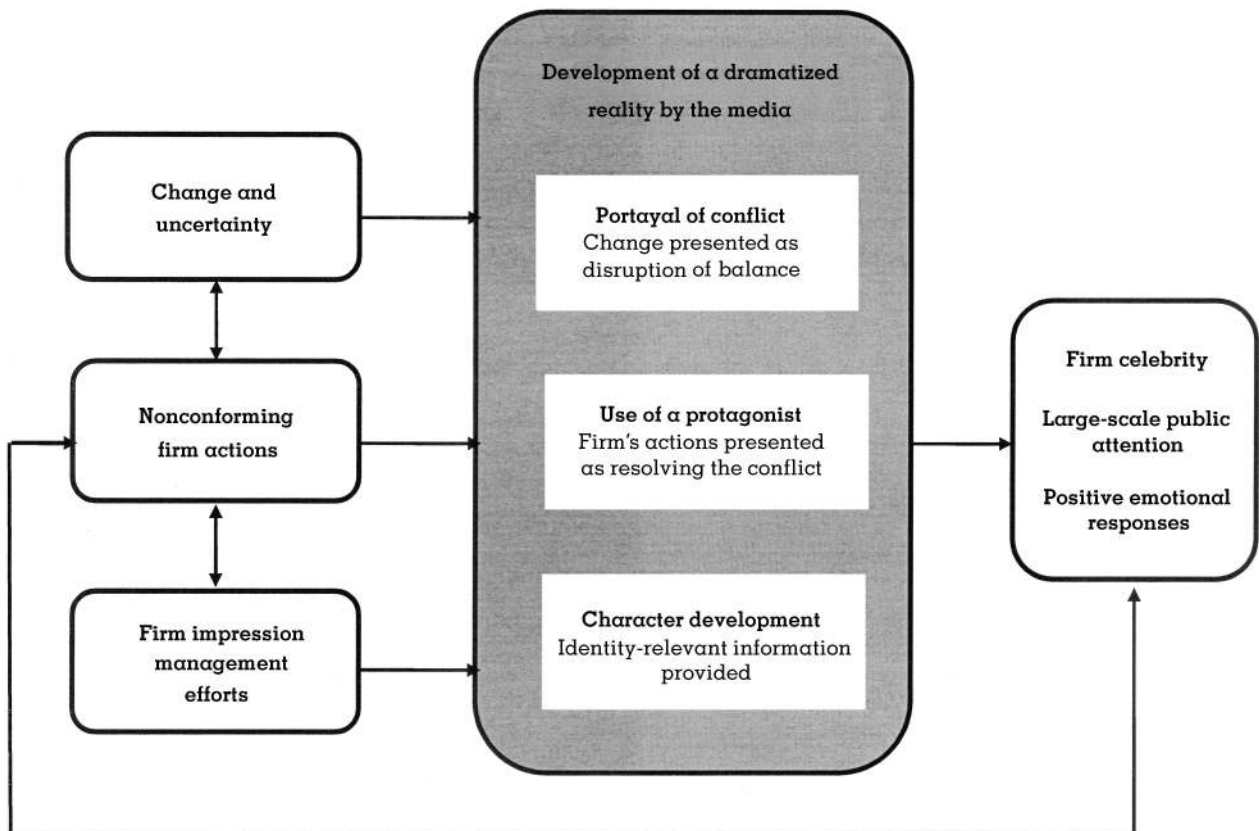 Development of a dramatized
reality by the media
Change and
uncertainty
Portayal of conflict
Change presented as
disruption of balance
Nonconforming
firm actions
Use of a protagonist
Firm's actions presented
as resolving the conflict
Firm impression
management
efforts
Character development
Identity-relevant information
provided
Firm celebrity
Large-scale public
attention
Positive emotional
responses